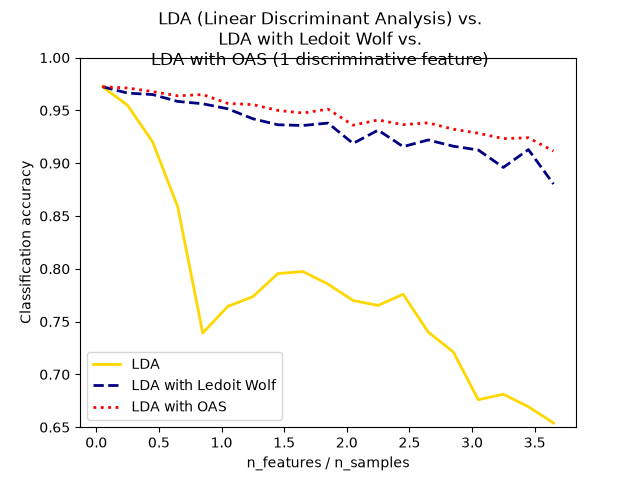 LDA (Linear Discriminant Analysis) vs.
LDA with Ledoit Wolf vs.
LDA with OAS (1 discriminative feature)
1.00
0.95
0.90
0.85
0.80
0.75
0.70
0.65
Classification accuracy
LDA
LDA with Ledoit Wolf
LDA with OAS
0.0 0.5 1.0 1.5 2.0 2.5 3.0 3.5
n_features / n_samples